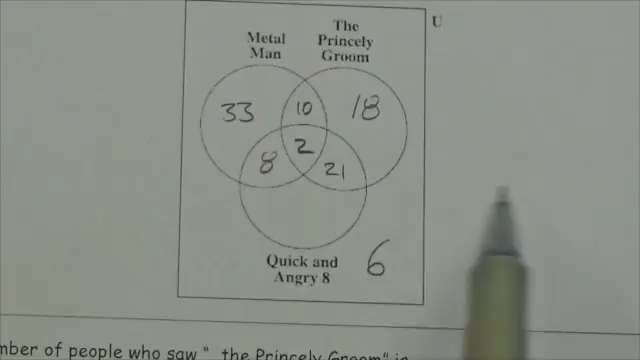 U
Metal
Man
The
Princely
Groom
33
10
18
2
8
21
Quick and
Angry 8
6
mber of people who saw " the Princely Groom" is